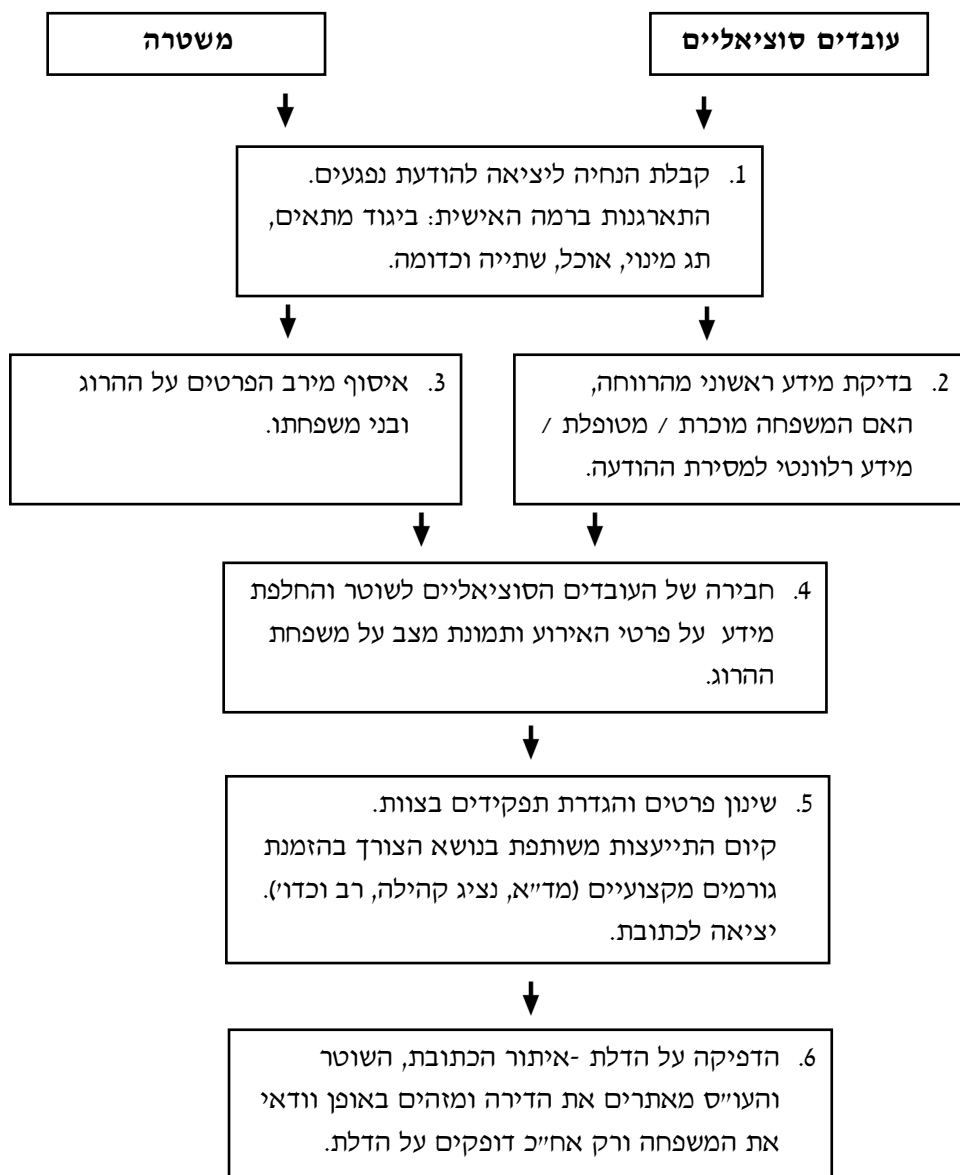 עובדים סוציאליים
משטרה
1. קבלת הנחיה ליציאה להודעת נפגעים.
התארגנות ברמה האישית: ביגוד מתאים,
תג מינוי, אוכל, שתייה וכדומה.
2. בדיקת מידע ראשוני מהרווחה,
האם המשפחה מוכרת / מטופלת /
מידע רלוונטי למסירת ההודעה.
3. איסוף מירב הפרטים על ההרוג
ובני משפחתו.
4. חבירה של העובדים הסוציאליים לשוטר והחלפת
מידע על פרטי האירוע ותמונת מצב על משפחת
ההרוג.
5. שינון פרטים והגדרת תפקידים בצוות.
קיום התייעצות משותפת בנושא הצורך בהזמנת
גורמים מקצועיים (מד״א, נציג קהילה, רב וכדו׳).
יציאה לכתובת.
6. הדפיקה על הדלת -איתור הכתובת, השוטר
והעו״ס מאתרים את הדירה ומזהים באופן וודאי
את המשפחה ורק אח״כ דופקים על הדלת.